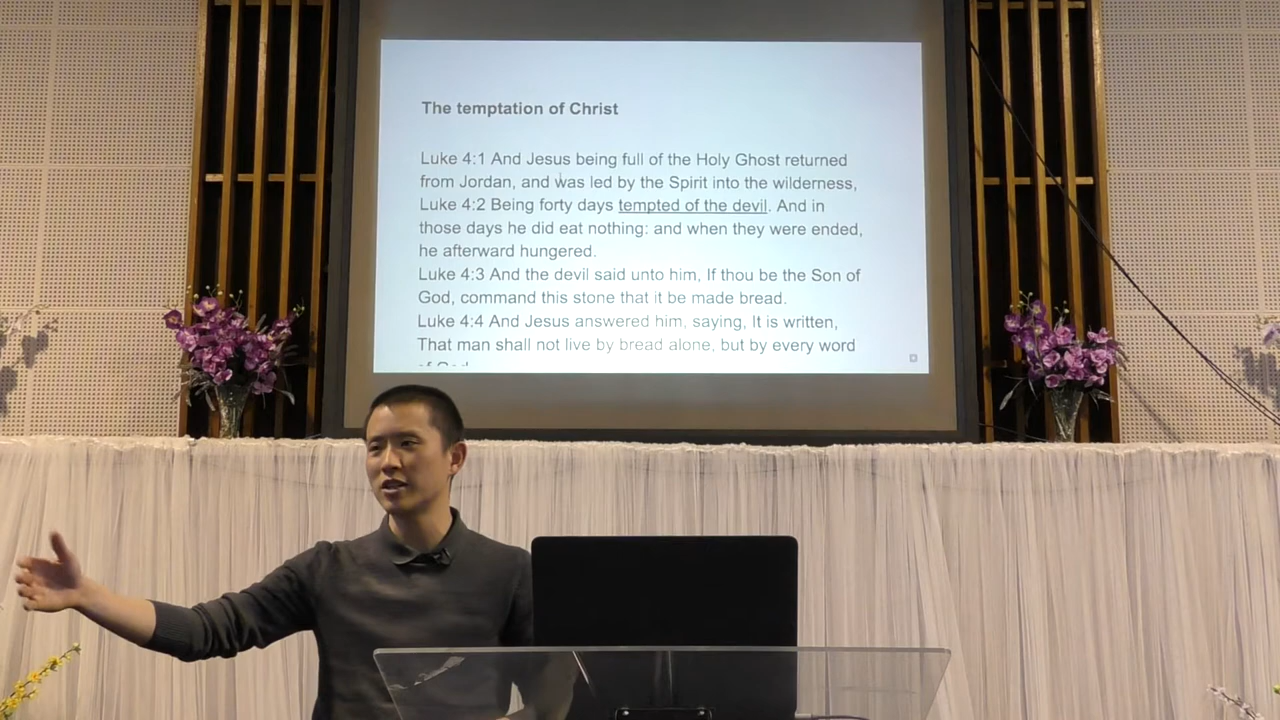 The temptation of Christ
Luke 4:1 And Jesus being full of the Holy Ghost returned
from Jordan, and was led by the Spirit into the wilderness,
Luke 4:2 Being forty days tempted of the devil. And in
those days he did eat nothing: and when they were ended,
he afterward hungered.
Luke 4:3 And the devil said unto him, If thou be the Son of
God, command this stone that it be made bread.
Luke 4:4 And Jesus answered him, saying, It is written,
That man shall not live by bread alone, but by every word